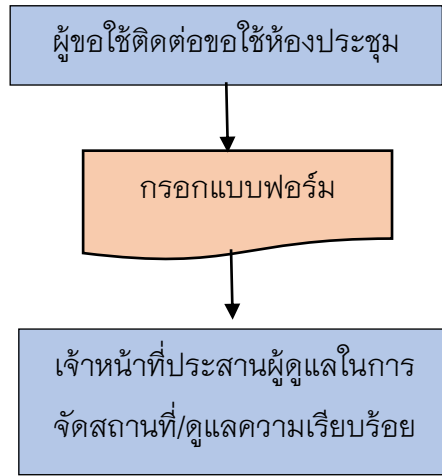 ผู้ขอใช้ติดต่อขอใช้ห้องประชุม
กรอกแบบฟอร์ม
เจ้าหน้าที่ประสานผู้ดูแลในการ
จัดสถานที่/ดูแลความเรียบร้อย